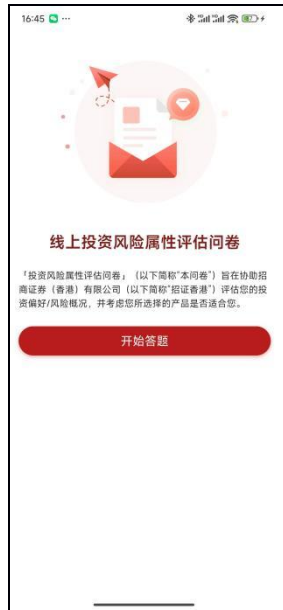 16:45
线上投资风险属性评估问卷
「投资风险属性评估问卷」（以下简称"本问卷"）旨在协助招
商证券（香港）有限公司（以下简称"招证香港"）评估您的投
资偏好/风险概况，并考虑您所选择的产品是否适合您。
开始答题